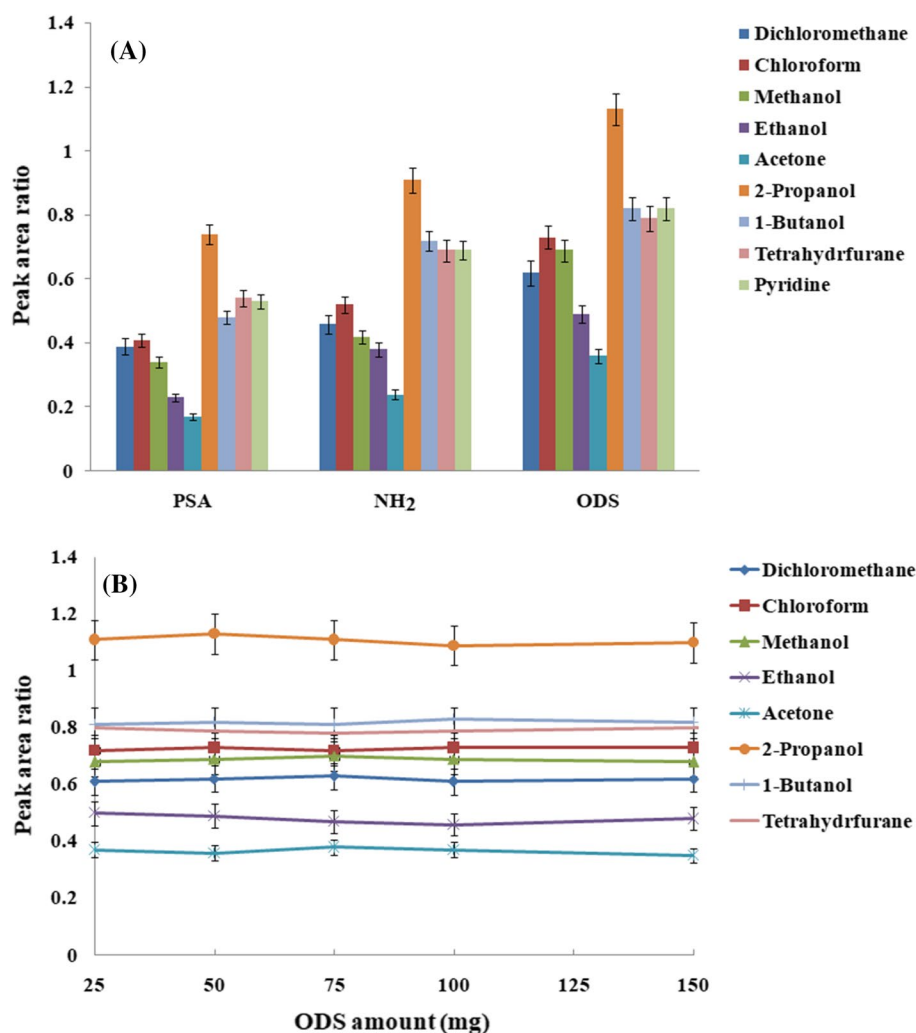 (A)
Peak area ratio
1.4
1.2
1
0.8
0.6
0.4
0.2
0
PSA
NH2
ODS
Dichloromethane
Chloroform
Methanol
Ethanol
Acetone
2-Propanol
1-Butanol
Tetrahydrfurane
Pyridine
(B)
Peak area ratio
1.4
1.2
1
0.8
0.6
0.4
0.2
0
25
50
75
100
125
150
ODS amount (mg)
Dichloromethane
Chloroform
Methanol
Ethanol
Acetone
2-Propanol
1-Butanol
Tetrahydrfurane